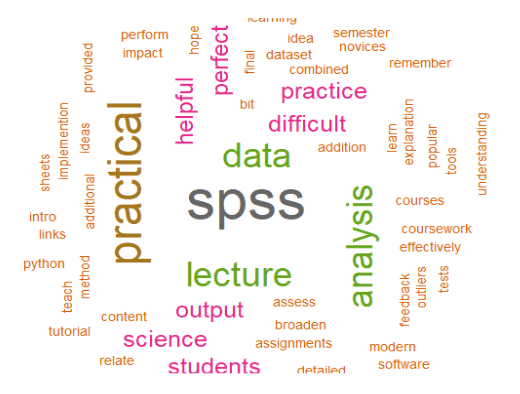 learning
perform
impact
hope
perfect
final
idea
dataset
combined
semester
novices
remember
provided
helpful
bit
practice
difficult
addition
practical
data
spss
lecture
analysis
sheets
implemention
ideas
additional
learn
explanation
popular
tools
understanding
courses
coursework
effectively
intro
links
python
teach
method
feedback
outliers
tests
content
tutorial
output
science
students
relate
assess
broaden
assignments
detailed
modern
software